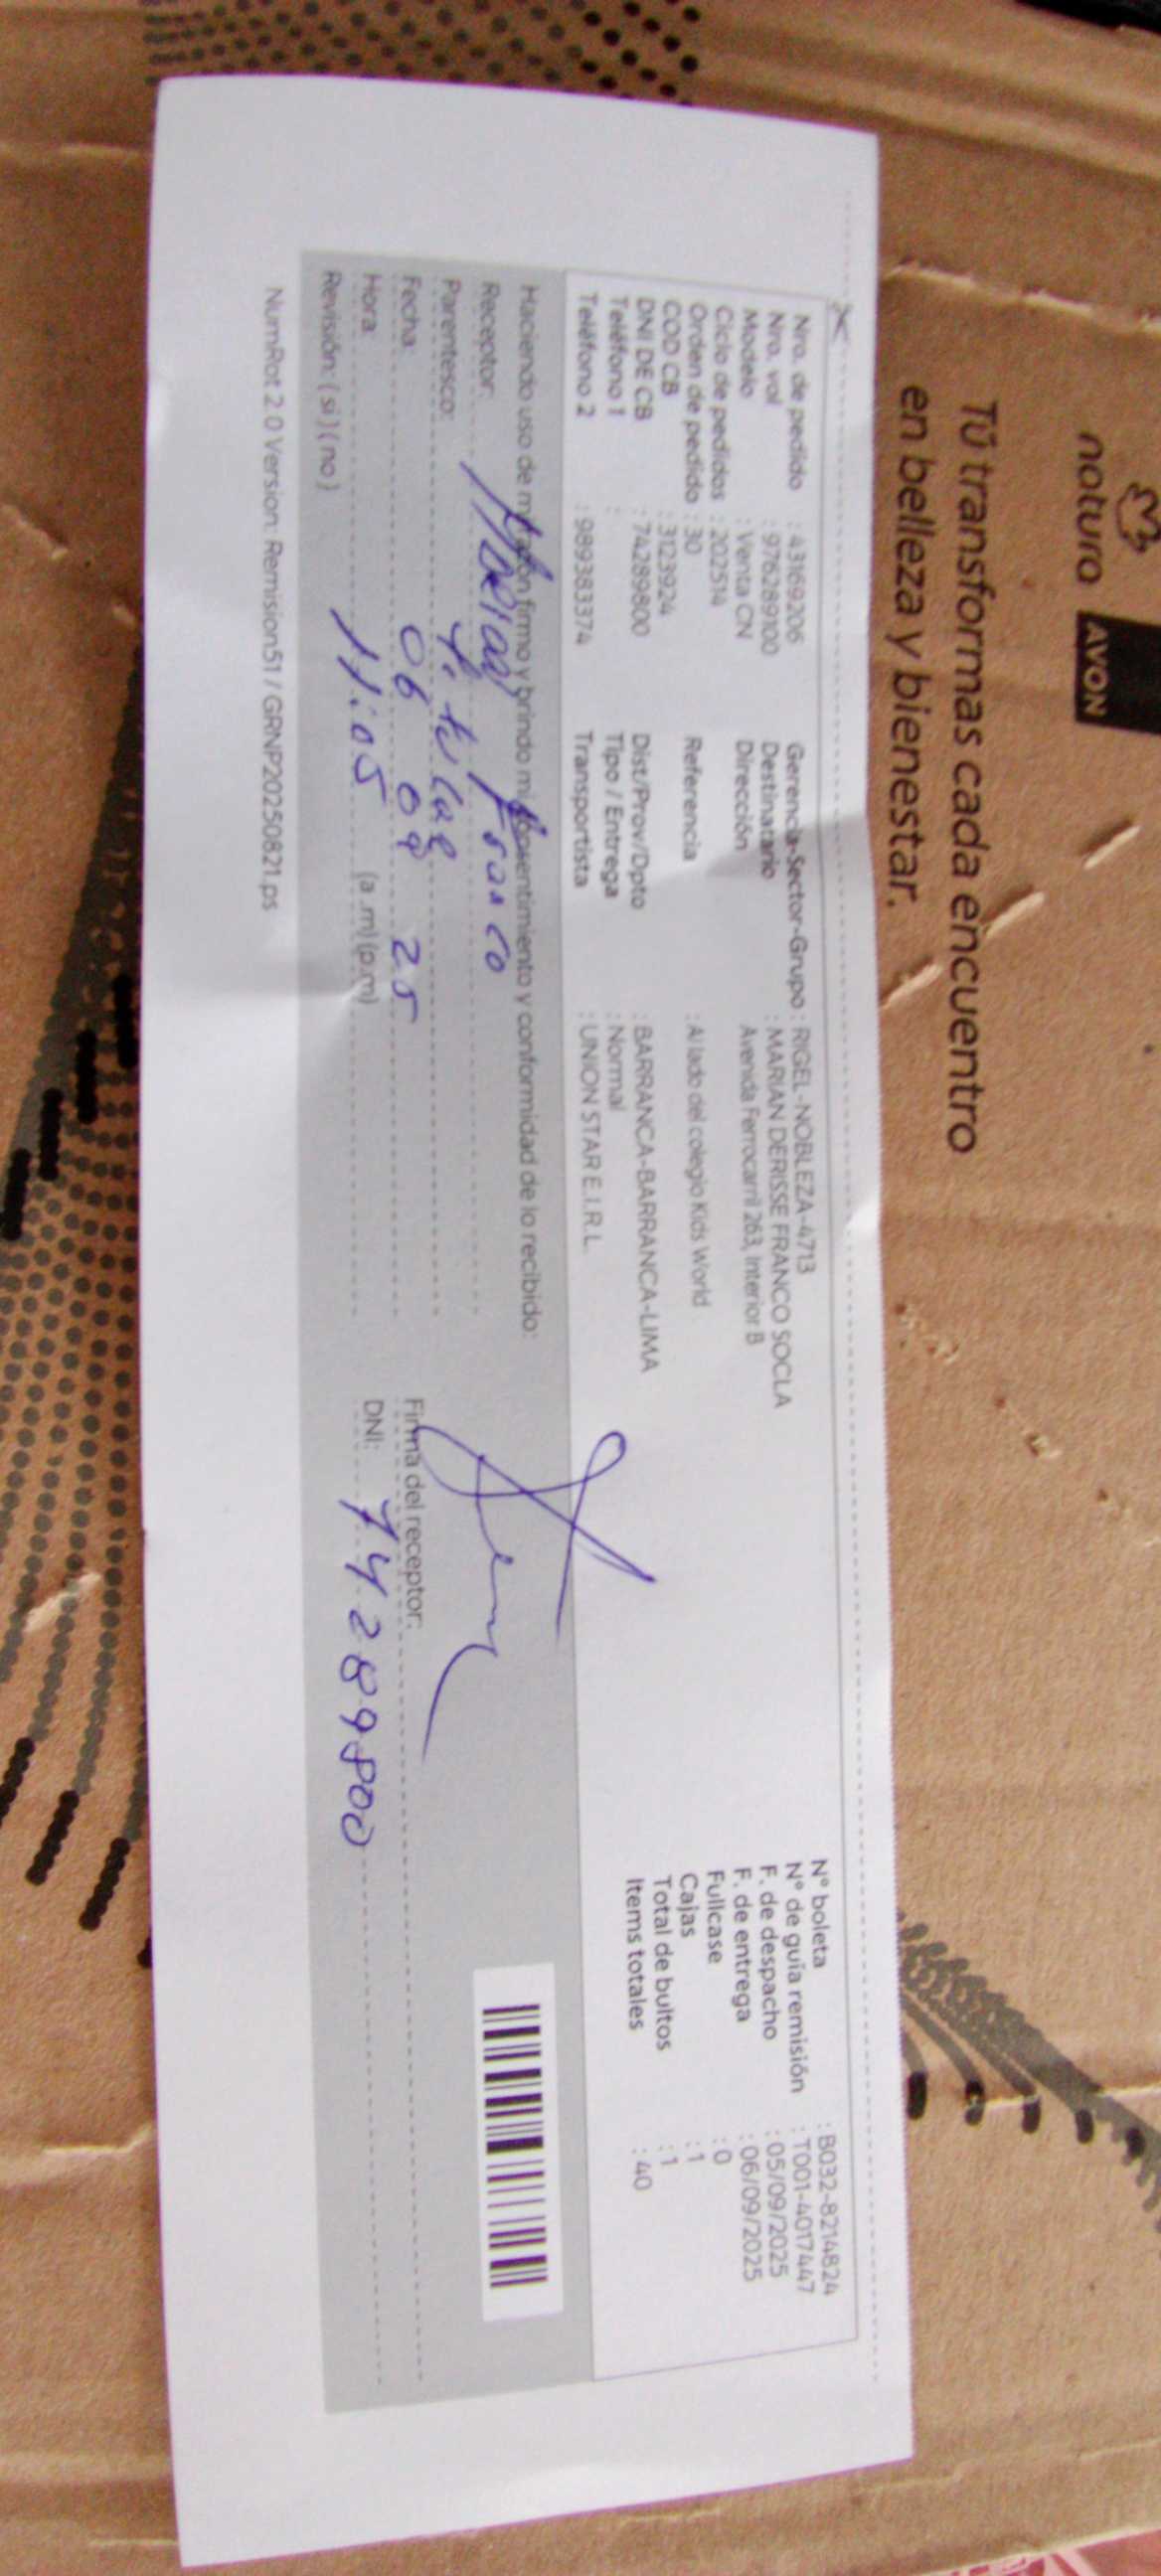 natura AVON
Tú transformas cada encuentro
en belleza y bienestar.
Nro. de pedido : 43169206
Nro. vol : 976289100
Modelo : Venta CN
Ciclo de pedidos : 202514
Orden de pedido : 30
COD CB : 3123924
DNI DE CB : 74289800
Teléfono 1 :
Teléfono 2 : 989383374
Gerencia-Sector-Grupo : RIGEL-NOBLEZA-4713
Destinatario : MARIAN DERISSE FRANCO SOCLA
Dirección Avenida Ferrocarril 263, Interior B
Referencia : Al lado del colegio Kids World
Dist/Prov/Dpto : BARRANCA-BARRANCA-LIMA
Tipo / Entrega : Normal
Transportista : UNION STAR E.I.R.L.
N° boleta : B032-8214824
N° de guía remisión : T001-4017447
F. de despacho : 05/09/2025
F. de entrega : 06/09/2025
Fullcase : 0
Cajas : 1
Total de bultos : 1
Items totales : 40
Haciendo uso de mi razón firmo y brindo mi consentimiento y conformidad de lo recibido:
Receptor: Marian Franco
Parentesco: Titular
Fecha: 06 09 25
Hora: 11:05 (a.m) (p.m)
Revisión: ( si ) ( no )
Firma del receptor:
DNI: 74289800
NumRot 2.0 Version: Remision51 / GRNP20250821.ps